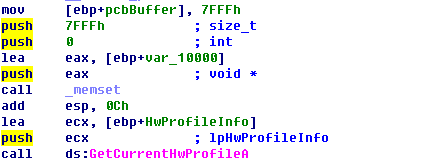 mov     [ebp+pcbBuffer], 7FFFh
push    7FFFh           ; size_t
push    0               ; int
lea     eax, [ebp+var_10000]
push    eax             ; void *
call    _memset
add     esp, 0Ch
lea     ecx, [ebp+HwProfileInfo]
push    ecx             ; lpHwProfileInfo
call    ds:GetCurrentHwProfileA